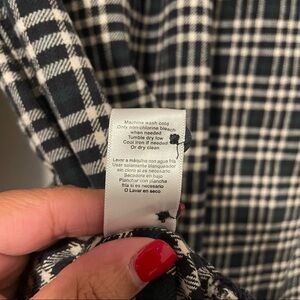 Machine wash cold
Only non-chlorine bleach
when needed
Tumble dry low
Cool iron if needed
Or dry clean
Lavar a máquina con agua fria
Usar solamente blanqueador
sin cloro si es necesario
Secadora en bajo
Planchar con plancha
fria si es necesario
O Lavar en seco